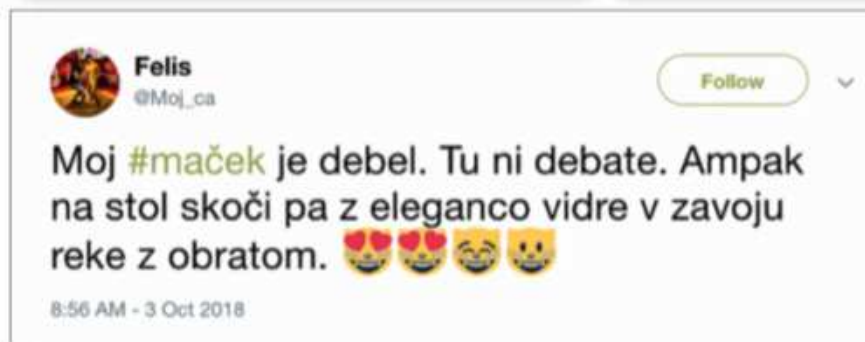 Felis
@Moj_ca
Follow
Moj #maček je debel. Tu ni debate. Ampak
na stol skoči pa z eleganco vidre v zavoju
reke z obratom. 😻😻😹😺
8:56 AM - 3 Oct 2018